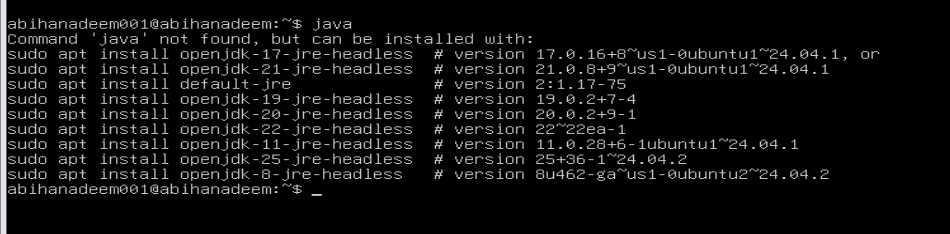 abihanadeem001@abihanadeem:~$ java
Command 'java' not found, but can be installed with:
sudo apt install openjdk-17-jre-headless  # version 17.0.16+8~us1-0ubuntu1~24.04.1, or
sudo apt install openjdk-21-jre-headless  # version 21.0.8+9~us1-0ubuntu1~24.04.1
sudo apt install default-jre              # version 2:1.17-75
sudo apt install openjdk-19-jre-headless  # version 19.0.2+7-4
sudo apt install openjdk-20-jre-headless  # version 20.0.2+9-1
sudo apt install openjdk-22-jre-headless  # version 22~22ea-1
sudo apt install openjdk-11-jre-headless  # version 11.0.28+6-1ubuntu1~24.04.1
sudo apt install openjdk-25-jre-headless  # version 25+36-1~24.04.2
sudo apt install openjdk-8-jre-headless   # version 8u462-ga~us1-0ubuntu2~24.04.2
abihanadeem001@abihanadeem:~$ _